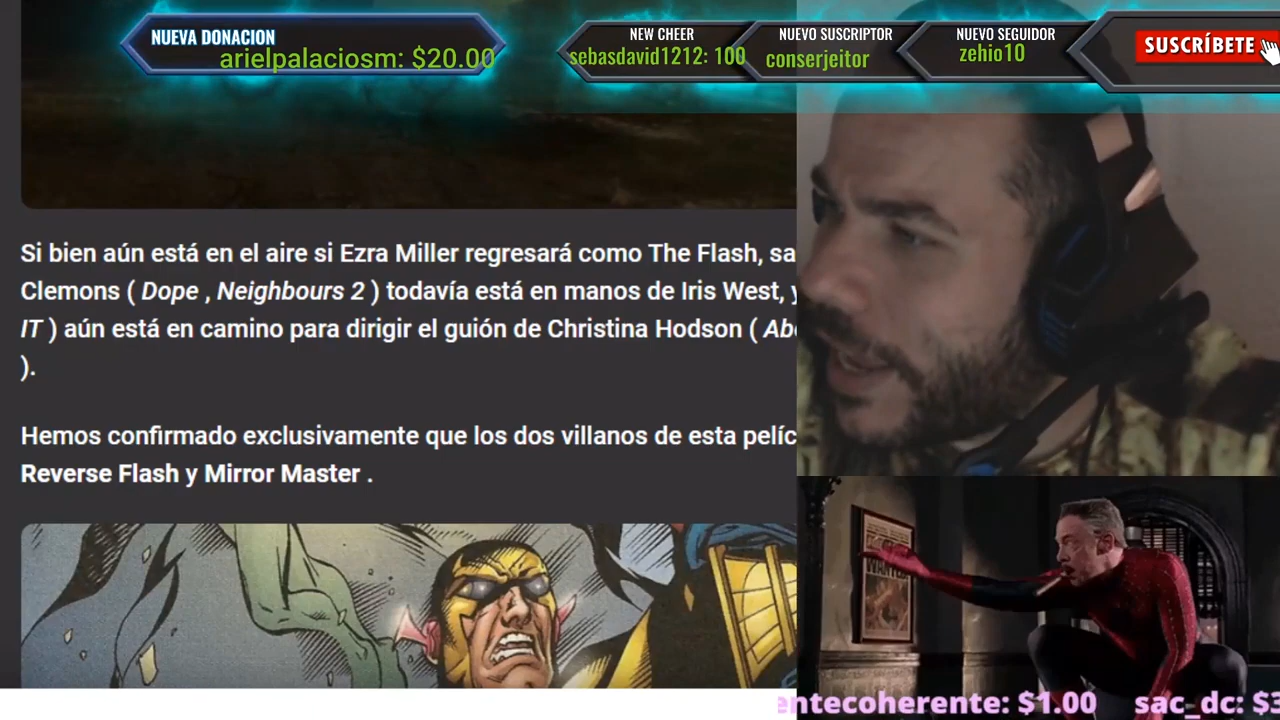 NUEVA DONACION
arielpalaciosm: $20.00
NEW CHEER
sebasdavid1212: 100
NUEVO SUSCRIPTOR
conserjeitor
NUEVO SEGUIDOR
zehio10
SUSCRÍBETE
Si bien aún está en el aire si Ezra Miller regresará como The Flash, sa
Clemons ( Dope , Neighbours 2 ) todavía está en manos de Iris West, y
IT ) aún está en camino para dirigir el guión de Christina Hodson ( Ab
).
Hemos confirmado exclusivamente que los dos villanos de esta pelíc
Reverse Flash y Mirror Master .
ntecoherente: $1.00 sac_dc: $3